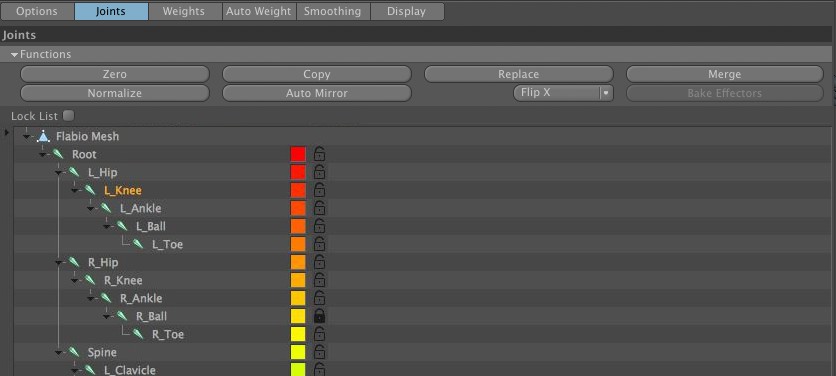 Options Joints Weights Auto Weight Smoothing Display
Joints
Functions
Zero Copy Replace Merge
Normalize Auto Mirror Flip X Bake Effectors
Lock List
Flabio Mesh
Root
L_Hip
L_Knee
L_Ankle
L_Ball
L_Toe
R_Hip
R_Knee
R_Ankle
R_Ball
R_Toe
Spine
L_Clavicle